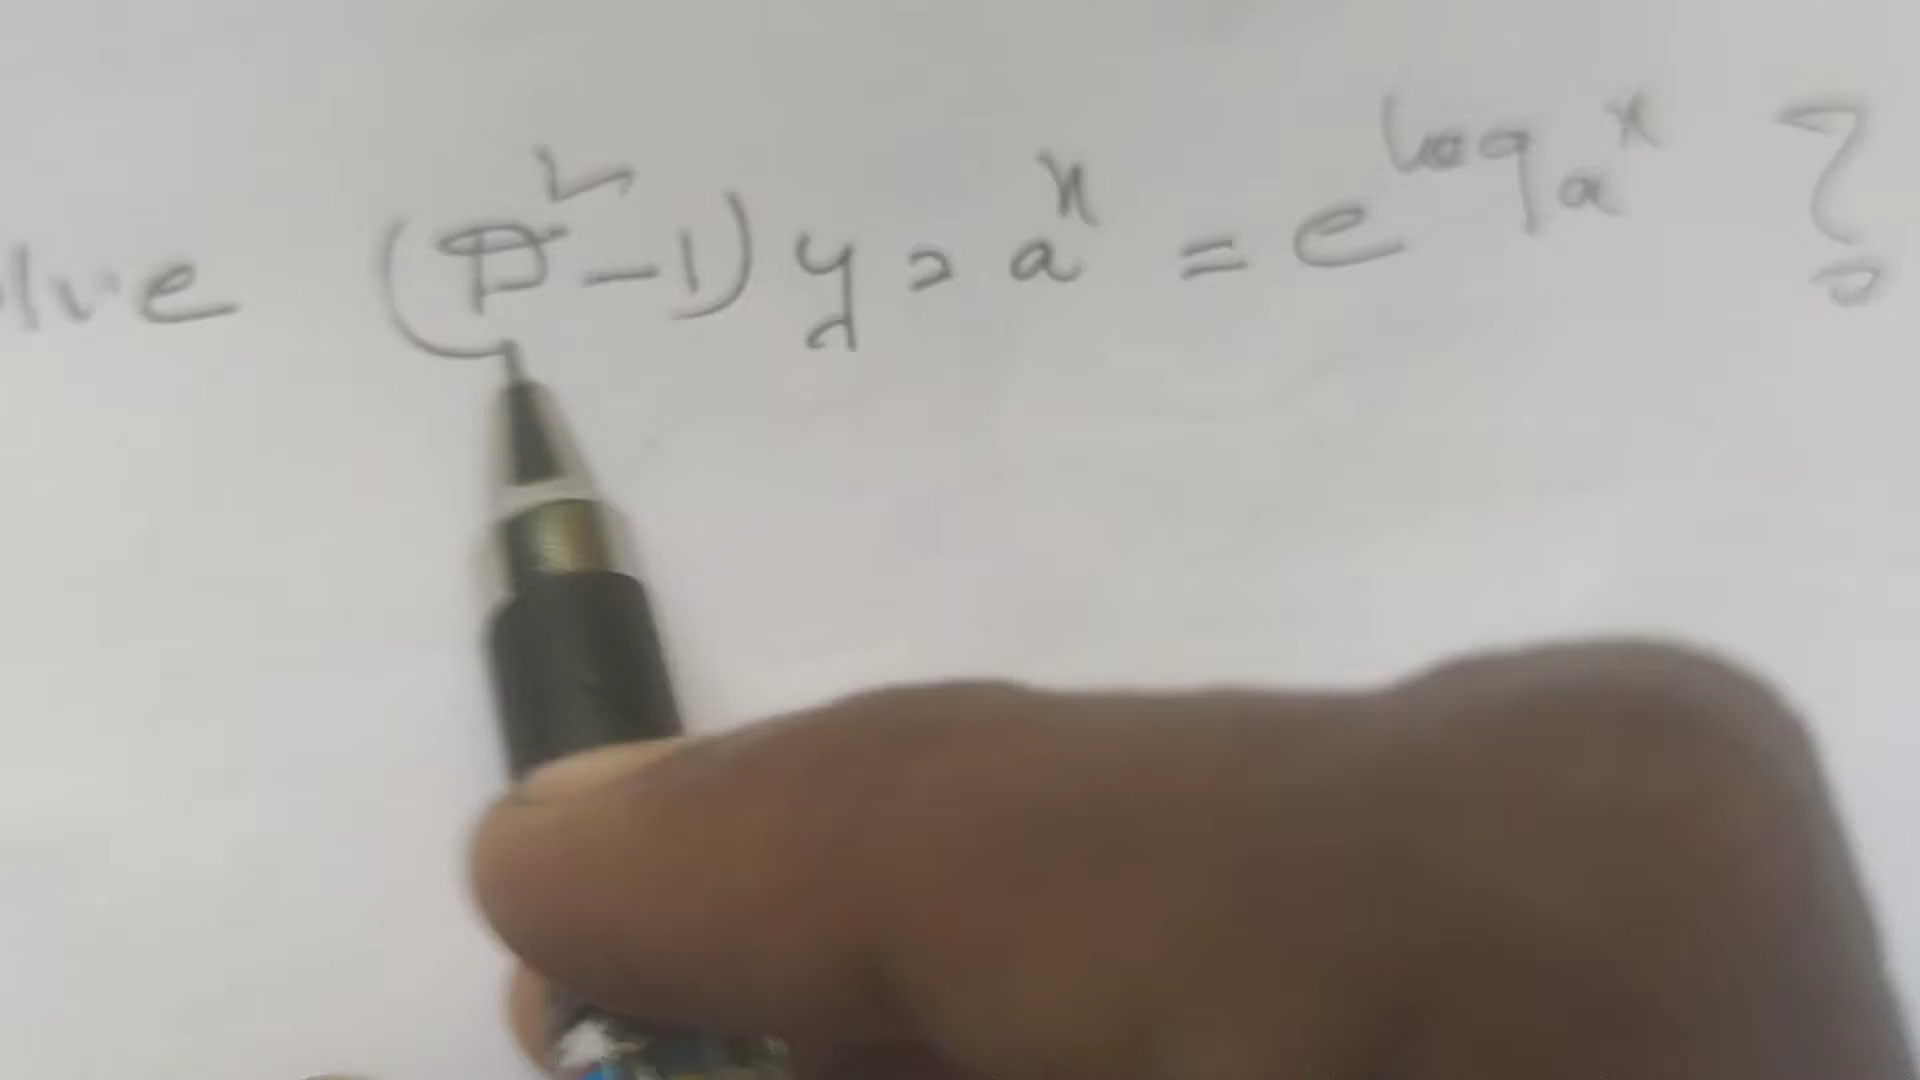 lve (D²-1)y = aˣ = e^log aˣ ?